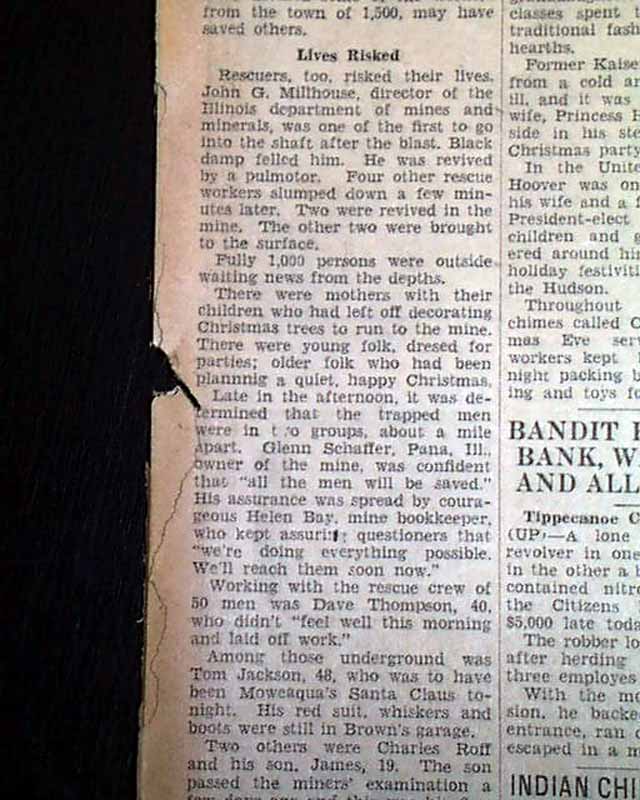 from the town of 1,500, may have
saved others.
Lives Risked
Rescuers, too, risked their lives.
John G. Millhouse, director of the
Illinois department of mines and
minerals, was one of the first to go
into the shaft after the blast. Black
damp felled him. He was revived
by a pulmotor. Four other rescue
workers slumped down a few min-
utes later. Two were revived in the
mine. The other two were brought
to the surface.
Fully 1,000 persons were outside
waiting news from the depths.
There were mothers with their
children who had left off decorating
Christmas trees to run to the mine.
There were young folk, dresed for
parties; older folk who had been
plannnig a quiet, happy Christmas.
Late in the afternoon, it was de-
termined that the trapped men
were in t o groups, about a mile
apart. Glenn Schaffer, Pana, Ill.,
owner of the mine, was confident
that "all the men will be saved."
His assurance was spread by coura-
geous Helen Bay, mine bookkeeper,
who kept assuring questioners that
"we're doing everything possible.
We'll reach them soon now."
Working with the rescue crew of
50 men was Dave Thompson, 40,
who didn't "feel well this morning
and laid off work."
Among those underground was
Tom Jackson, 48, who was to have
been Moweaqua's Santa Claus to-
night. His red suit, whiskers and
boots were still in Brown's garage.
Two others were Charles Roff
and his son, James, 19. The son
passed the miners' examination a
classes spent
traditional fash
hearths.
Former Kaise
from a cold a
ill, and it was
wife, Princess H
side in his ste
Christmas party
In the Unite
Hoover was on
his wife and a f
President-elect
children and g
ered around hi
holiday festiviti
the Hudson.
Throughout
chimes called C
mas Eve ser
workers kept
night packing b
ing and toys fo
BANDIT
BANK, W
AND ALL
Tippecanoe C
(UP)—A lone
revolver in one
in the other a b
contained nitro
the Citizens
$5,000 late toda
The robber lo
after herding
three employes
With the m
sion, he backe
entrance, ran
escaped in a m
INDIAN CHI